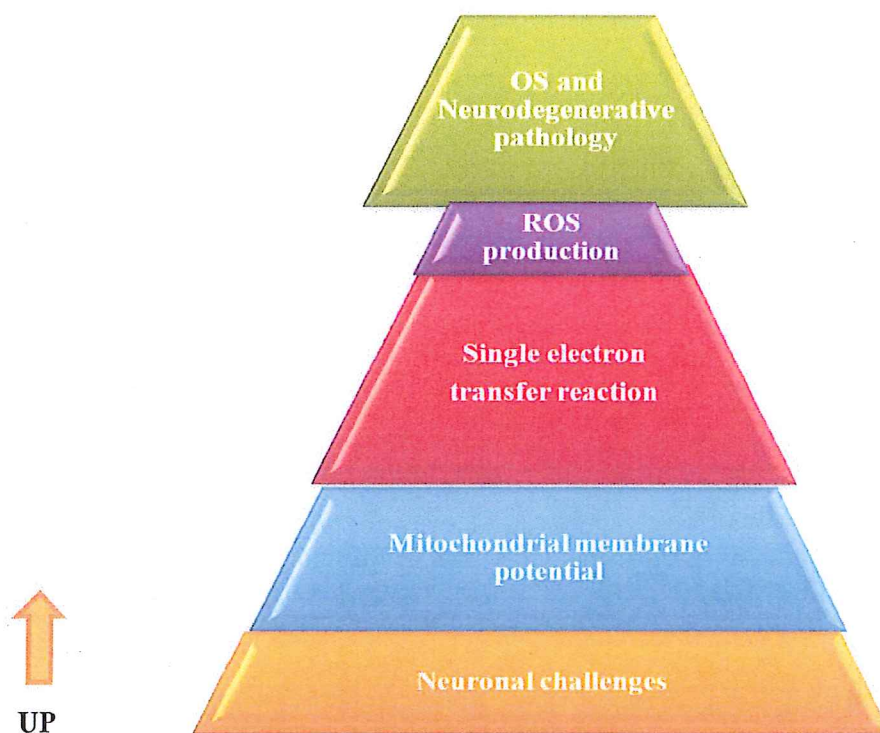 OS and
Neurodegenerative
pathology
ROS
production
Single electron
transfer reaction
Mitochondrial membrane
potential
Neuronal challenges
UP